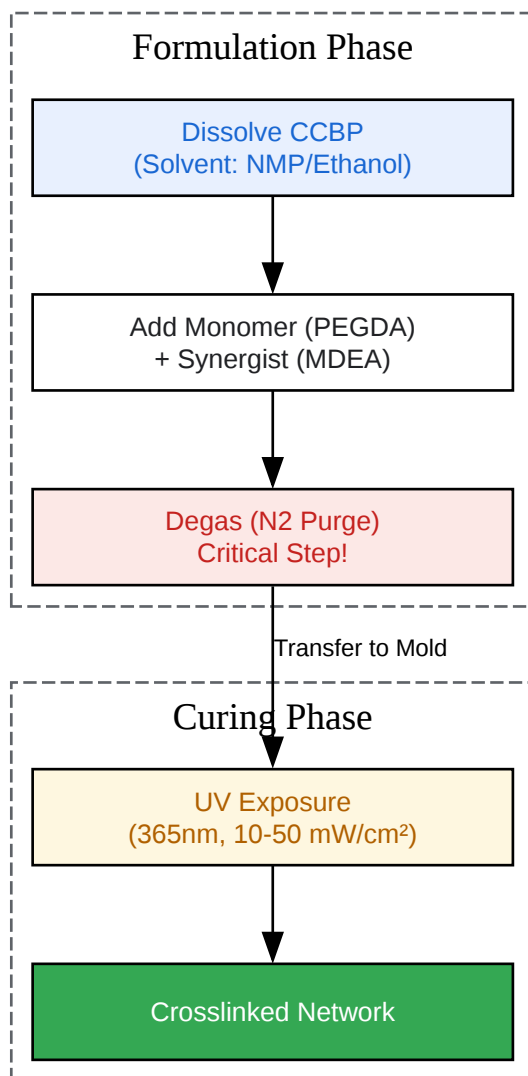 Formulation Phase
Dissolve CCBP
(Solvent: NMP/Ethanol)
Add Monomer (PEGDA)
+ Synergist (MDEA)
Degas (N2 Purge)
Critical Step!
Transfer to Mold
Curing Phase
UV Exposure
(365nm, 10-50 mW/cm²)
Crosslinked Network